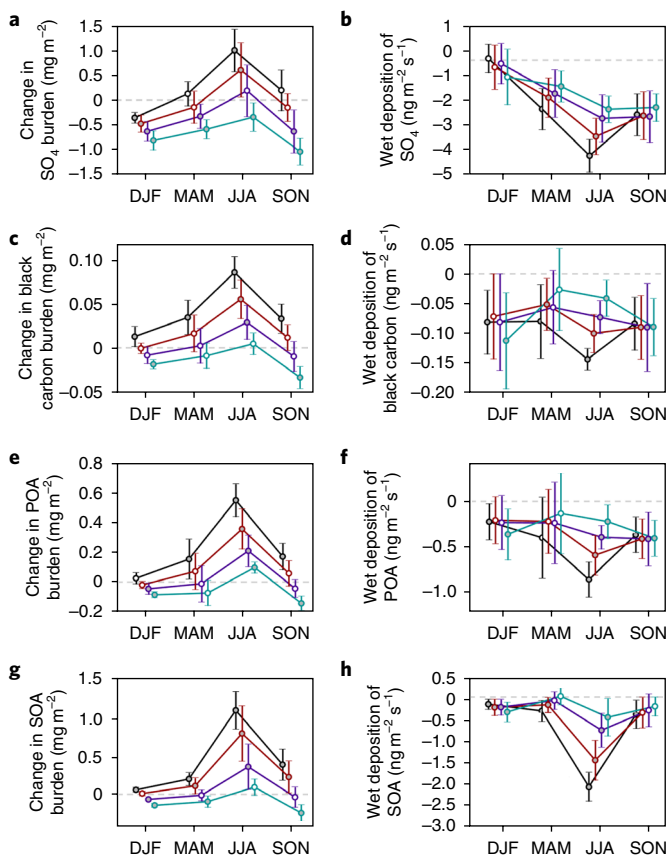 a
Change in
SO4 burden (mg m−2)
1.5
1.0
0.5
0
−0.5
−1.0
−1.5
DJF MAM JJA SON
b
Wet deposition of
SO4 (ng m−2 s−1)
1
0
−1
−2
−3
−4
−5
DJF MAM JJA SON
c
Change in black
carbon burden (mg m−2)
0.10
0.05
0
−0.05
DJF MAM JJA SON
d
Wet deposition of
black carbon (ng m−2 s−1)
0.05
0
−0.05
−0.10
−0.15
−0.20
DJF MAM JJA SON
e
Change in POA
burden (mg m−2)
0.8
0.6
0.4
0.2
0
−0.2
DJF MAM JJA SON
f
Wet deposition of
POA (ng m−2 s−1)
0
−0.5
−1.0
DJF MAM JJA SON
g
Change in SOA
burden (mg m−2)
1.5
1.0
0.5
0
DJF MAM JJA SON
h
Wet deposition of
SOA (ng m−2 s−1)
0.5
0
−0.5
−1.0
−1.5
−2.0
−2.5
−3.0
DJF MAM JJA SON